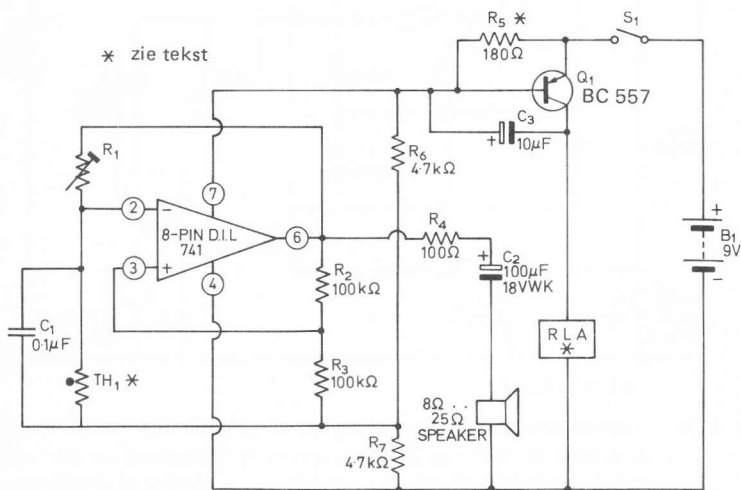 R5 *
180Ω
S1
* zie tekst
Q1
BC 557
C3
+
10μF
R1
R6
4·7kΩ
+
B1
9V
−
7
2
−
8-PIN D.I.L
741
6
3
+
4
R4
100Ω
+
C2
100μF
18VWK
R2
100kΩ
C1
0·1μF
R3
100kΩ
TH1 *
RLA
*
8Ω ..
25Ω
SPEAKER
R7
4·7kΩ